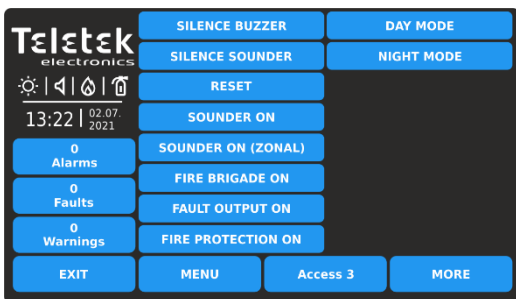 Teletek
electronics
13:22 02.07.
2021
0
Alarms
0
Faults
0
Warnings
SILENCE BUZZER
SILENCE SOUNDER
RESET
SOUNDER ON
SOUNDER ON (ZONAL)
FIRE BRIGADE ON
FAULT OUTPUT ON
FIRE PROTECTION ON
DAY MODE
NIGHT MODE
EXIT
MENU
Access 3
MORE